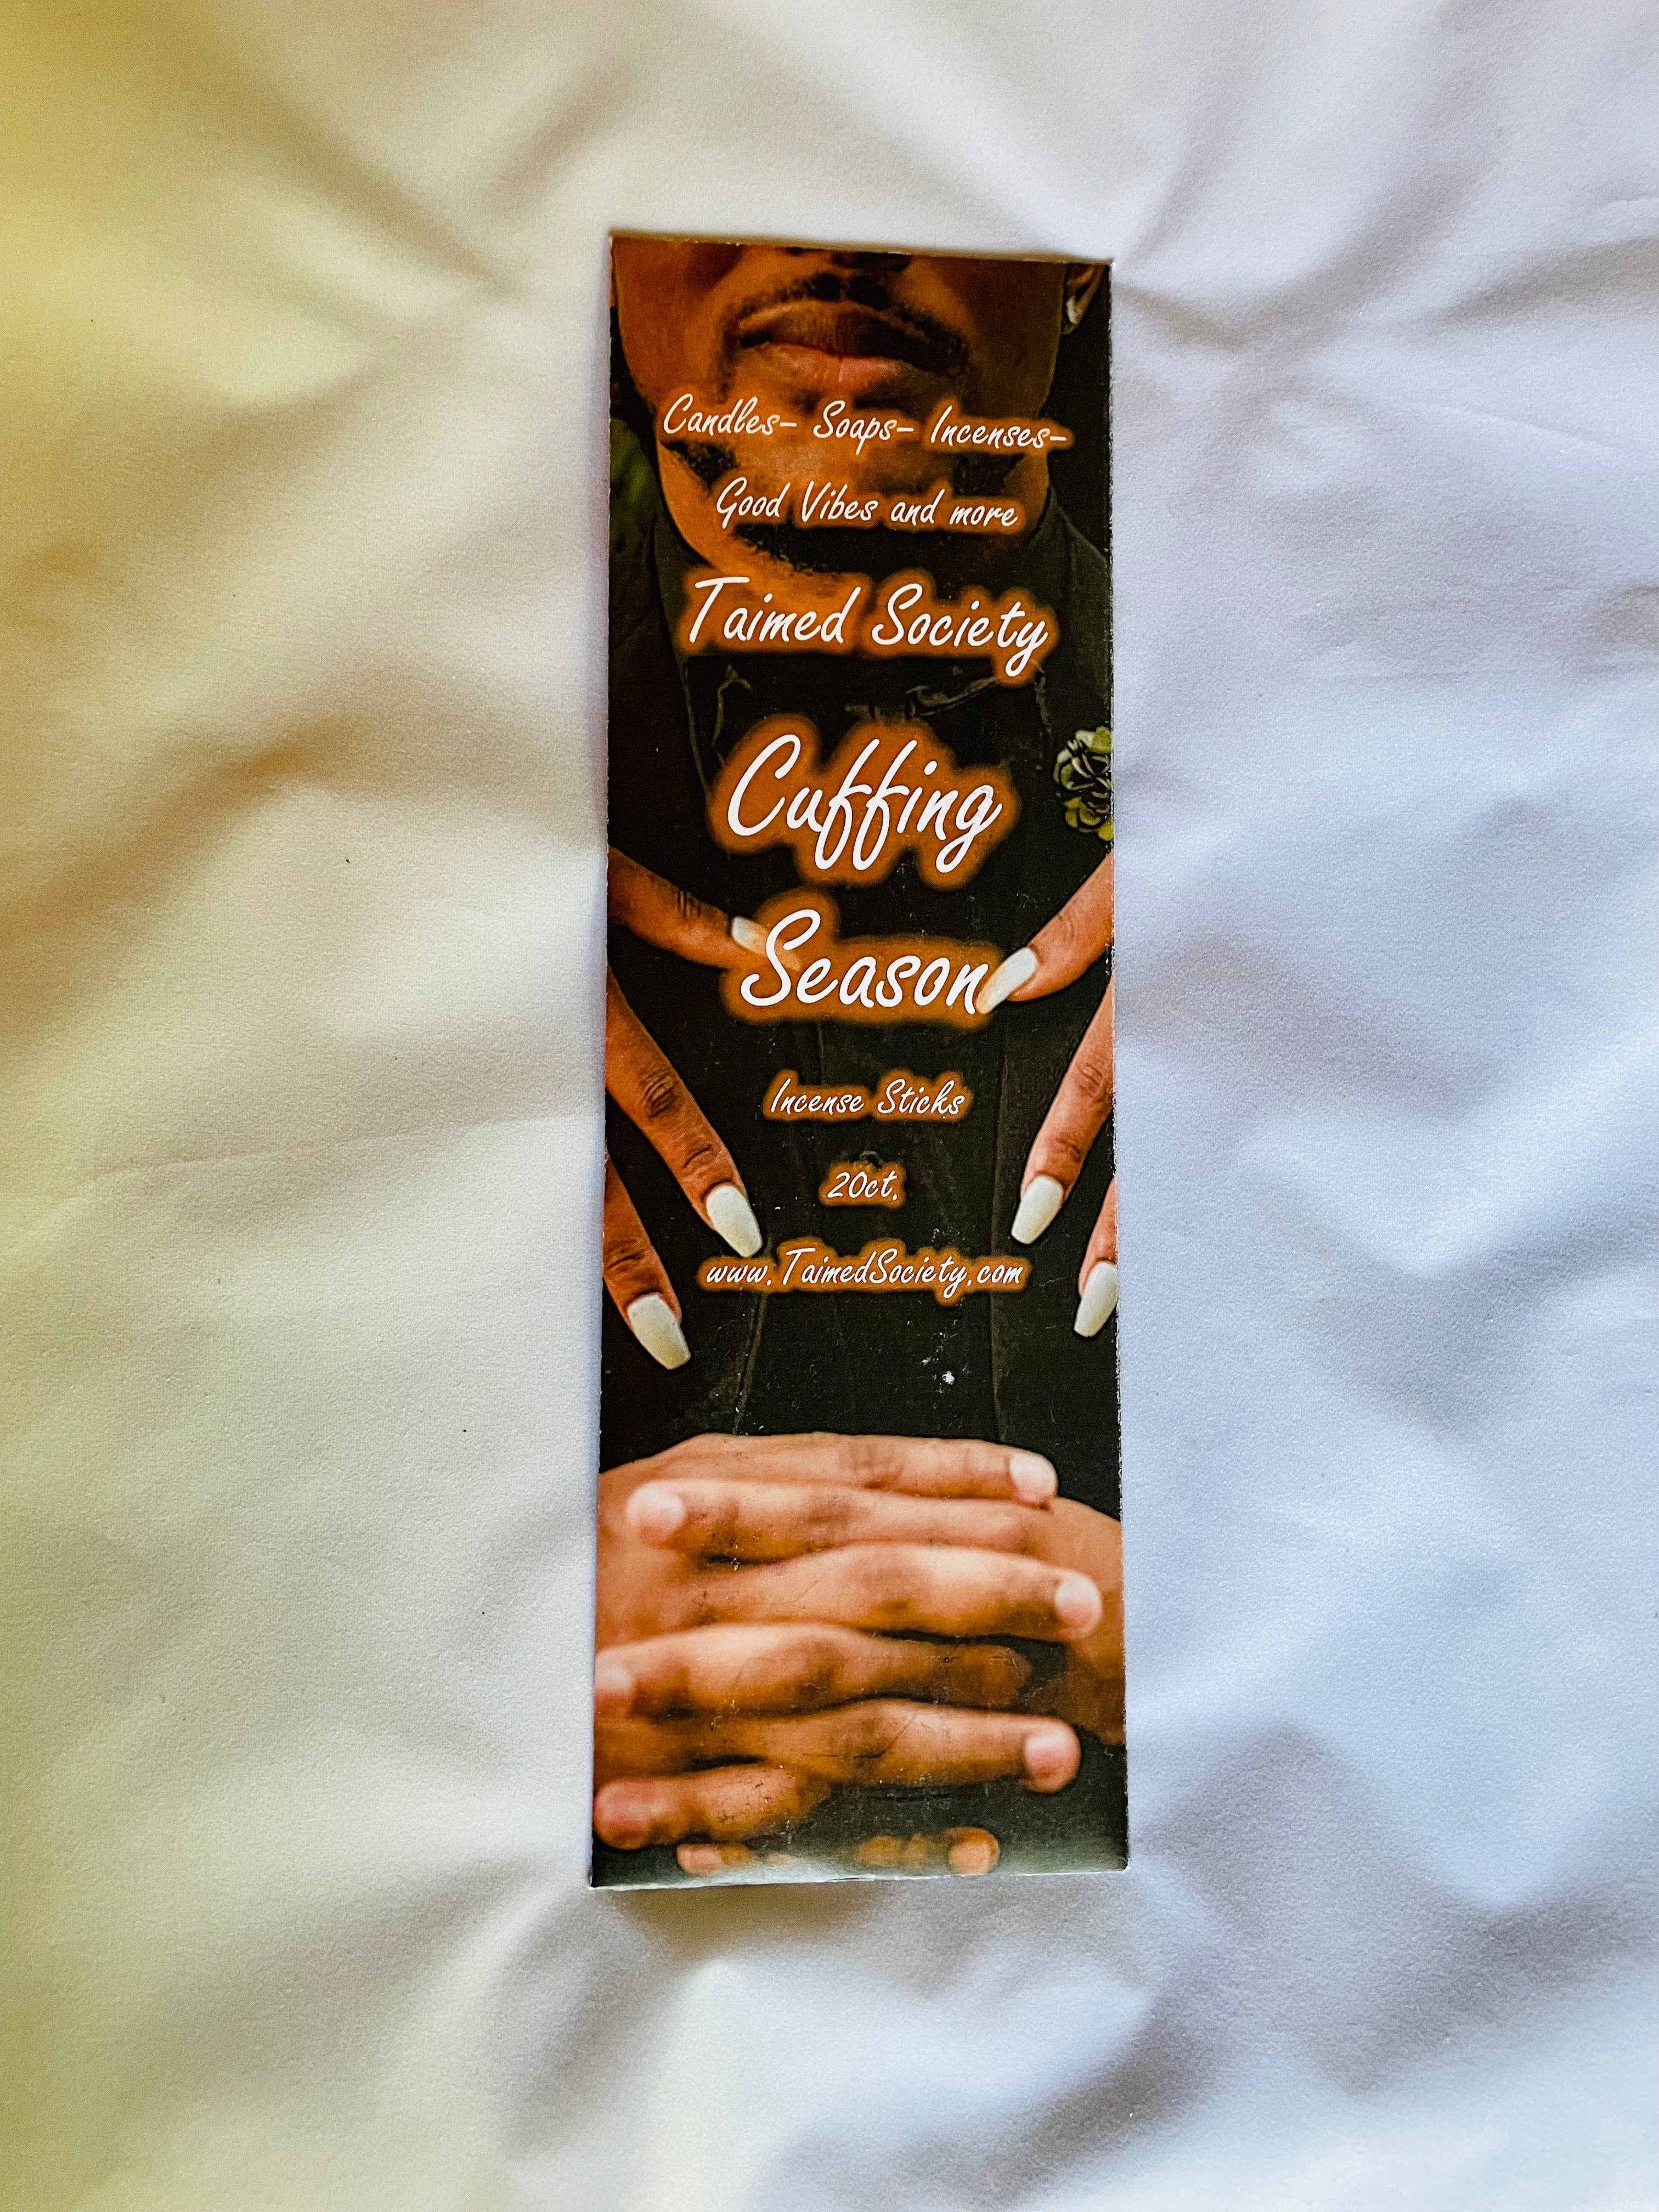 Candles- Soaps- Incenses-
Good Vibes and more
Taimed Society
Cuffing
Season
Incense Sticks
20ct.
www.TaimedSociety.com